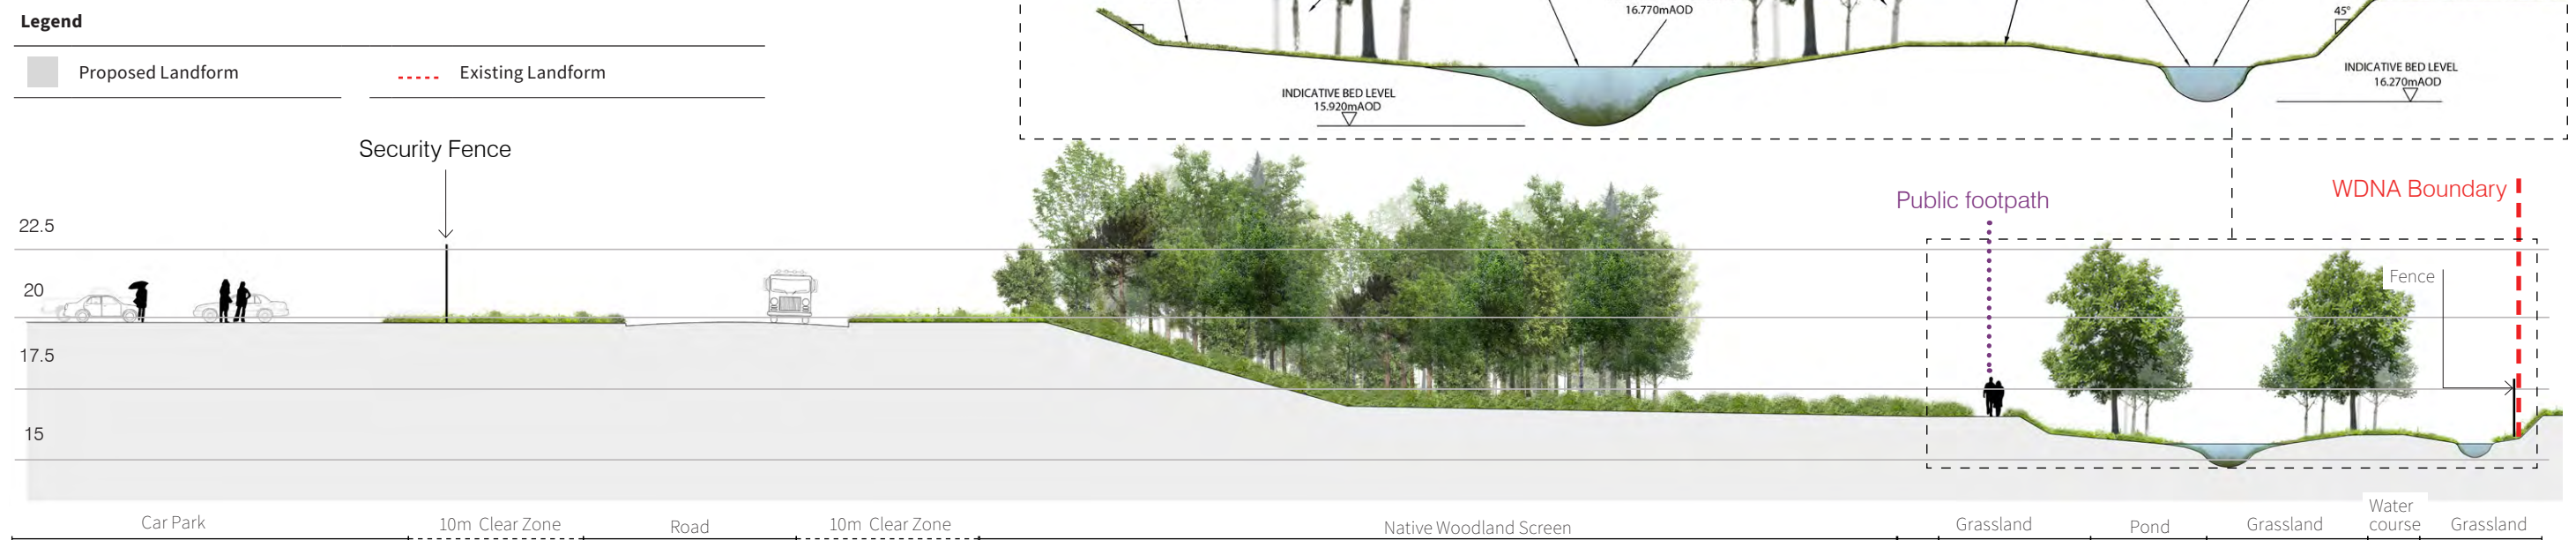 Legend
Proposed Landform
Existing Landform
16.770mAOD
45°
INDICATIVE BED LEVEL
15.920mAOD
INDICATIVE BED LEVEL
16.270mAOD
Security Fence
Public footpath
WDNA Boundary
Fence
22.5
20
17.5
15
Car Park
10m Clear Zone
Road
10m Clear Zone
Native Woodland Screen
Grassland
Pond
Grassland
Water
course
Grassland